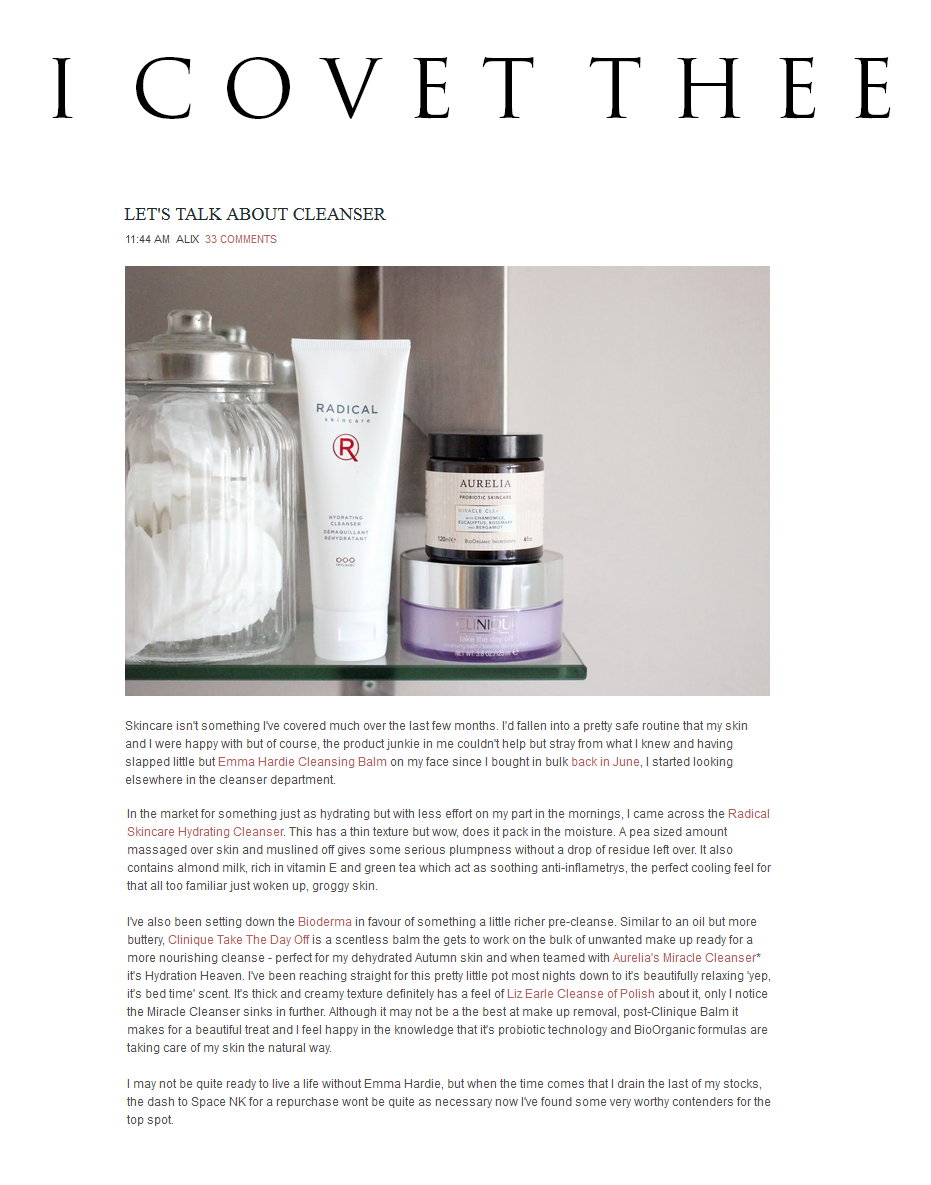 I COVET THEE
LET'S TALK ABOUT CLEANSER
11:44 AM ALIX 33 COMMENTS
RADICAL
skincare
R
HYDRATING
CLEANSER
DÉMAQUILLANT
RÉHYDRATANT
AURELIA
PROBIOTIC SKINCARE
MIRACLE CLEA
WITH CHAMOMILE,
EUCALYPTUS, ROSEMARY
AND BERGAMOT
120ml℮ BIOORGANIC INGREDIENTS 4floz
CLINIQUE
take the day off
NET WT. 3.8 OZ./125 ml ℮
Skincare isn't something I've covered much over the last few months. I'd fallen into a pretty safe routine that my skin
and I were happy with but of course, the product junkie in me couldn't help but stray from what I knew and having
slapped little but Emma Hardie Cleansing Balm on my face since I bought in bulk back in June, I started looking
elsewhere in the cleanser department.
In the market for something just as hydrating but with less effort on my part in the mornings, I came across the Radical
Skincare Hydrating Cleanser. This has a thin texture but wow, does it pack in the moisture. A pea sized amount
massaged over skin and muslined off gives some serious plumpness without a drop of residue left over. It also
contains almond milk, rich in vitamin E and green tea which act as soothing anti-inflametrys, the perfect cooling feel for
that all too familiar just woken up, groggy skin.
I've also been setting down the Bioderma in favour of something a little richer pre-cleanse. Similar to an oil but more
buttery, Clinique Take The Day Off is a scentless balm the gets to work on the bulk of unwanted make up ready for a
more nourishing cleanse - perfect for my dehydrated Autumn skin and when teamed with Aurelia's Miracle Cleanser*
it's Hydration Heaven. I've been reaching straight for this pretty little pot most nights down to it's beautifully relaxing 'yep,
it's bed time' scent. It's thick and creamy texture definitely has a feel of Liz Earle Cleanse of Polish about it, only I notice
the Miracle Cleanser sinks in further. Although it may not be a the best at make up removal, post-Clinique Balm it
makes for a beautiful treat and I feel happy in the knowledge that it's probiotic technology and BioOrganic formulas are
taking care of my skin the natural way.
I may not be quite ready to live a life without Emma Hardie, but when the time comes that I drain the last of my stocks,
the dash to Space NK for a repurchase wont be quite as necessary now I've found some very worthy contenders for the
top spot.